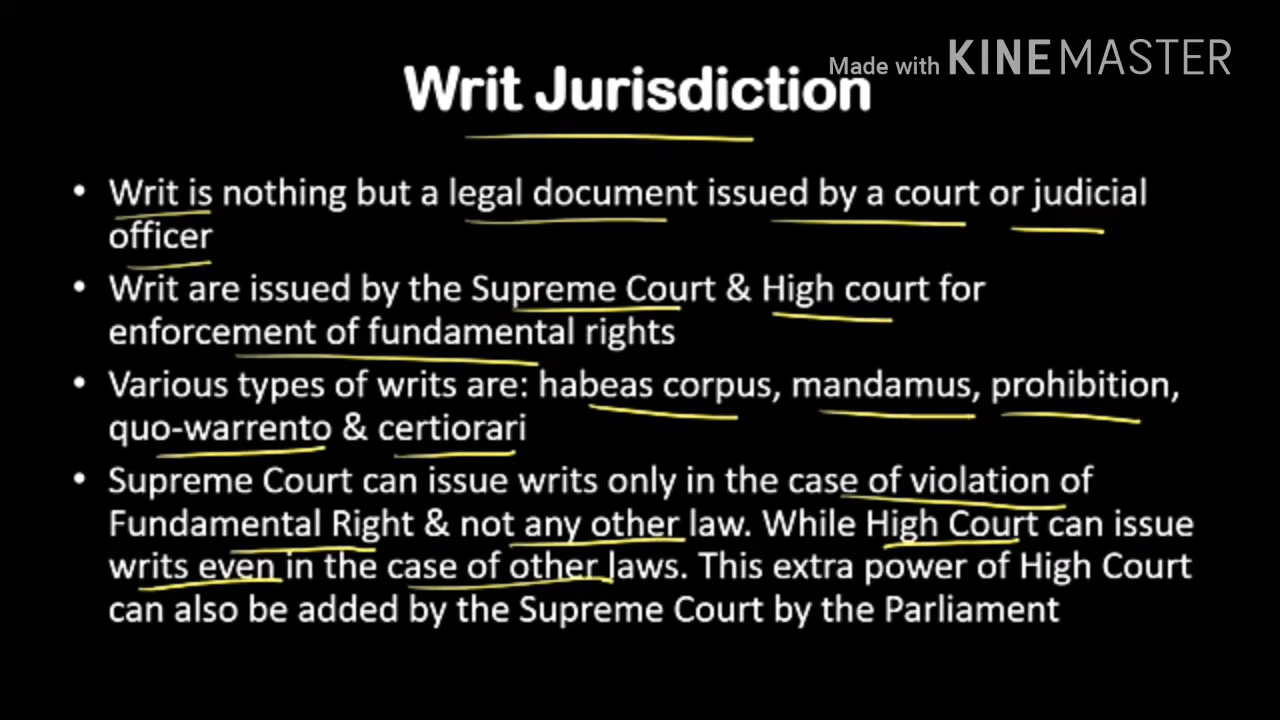 Made with KINEMASTER
Writ Jurisdiction
• Writ is nothing but a legal document issued by a court or judicial
officer
• Writ are issued by the Supreme Court & High court for
enforcement of fundamental rights
• Various types of writs are: habeas corpus, mandamus, prohibition,
quo-warrento & certiorari
• Supreme Court can issue writs only in the case of violation of
Fundamental Right & not any other law. While High Court can issue
writs even in the case of other laws. This extra power of High Court
can also be added by the Supreme Court by the Parliament